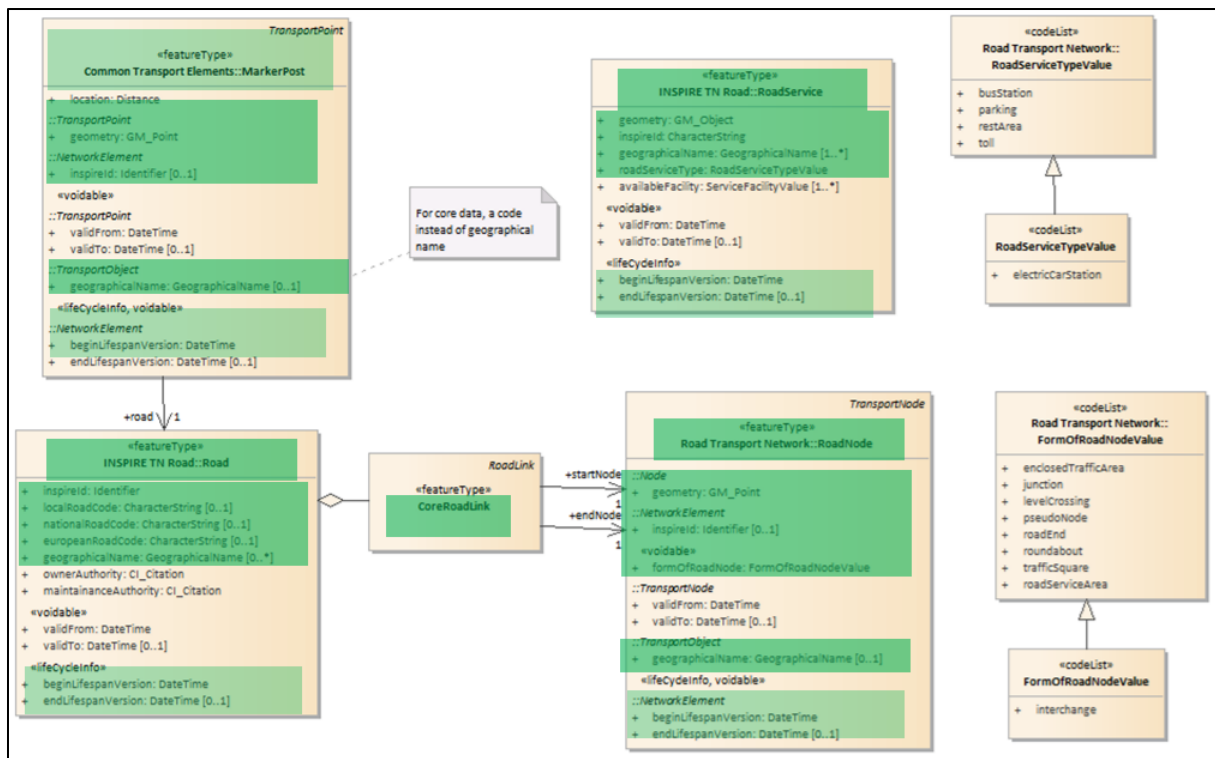 TransportPoint
«featureType»
Common Transport Elements::MarkerPost
+ location: Distance
::TransportPoint
+ geometry: GM_Point
::NetworkElement
+ inspireId: Identifier [0..1]
«voidable»
::TransportPoint
+ validFrom: DateTime
+ validTo: DateTime [0..1]
::TransportObject
+ geographicalName: GeographicalName [0..1]
«lifeCycleInfo, voidable»
::NetworkElement
+ beginLifespanVersion: DateTime
+ endLifespanVersion: DateTime [0..1]
For core data, a code
instead of geographical
name
«featureType»
INSPIRE TN Road::RoadService
+ geometry: GM_Object
+ inspireId: CharacterString
+ geographicalName: GeographicalName [1..*]
+ roadServiceType: RoadServiceTypeValue
+ availableFacility: ServiceFacilityValue [1..*]
«voidable»
+ validFrom: DateTime
+ validTo: DateTime [0..1]
«lifeCycleInfo»
+ beginLifespanVersion: DateTime
+ endLifespanVersion: DateTime [0..1]
«codeList»
Road Transport Network::
RoadServiceTypeValue
+ busStation
+ parking
+ restArea
+ toll
«codeList»
RoadServiceTypeValue
+ electricCarStation
+road 1
«featureType»
INSPIRE TN Road::Road
+ inspireId: Identifier
+ localRoadCode: CharacterString [0..1]
+ nationalRoadCode: CharacterString [0..1]
+ europeanRoadCode: CharacterString [0..1]
+ geographicalName: GeographicalName [0..*]
+ ownerAuthority: CI_Citation
+ maintainanceAuthority: CI_Citation
«voidable»
+ validFrom: DateTime
+ validTo: DateTime [0..1]
«lifeCycleInfo»
+ beginLifespanVersion: DateTime
+ endLifespanVersion: DateTime [0..1]
RoadLink
«featureType»
CoreRoadLink
+startNode
1
+endNode
1
TransportNode
«featureType»
Road Transport Network::RoadNode
::Node
+ geometry: GM_Point
::NetworkElement
+ inspireId: Identifier [0..1]
«voidable»
+ formOfRoadNode: FormOfRoadNodeValue
::TransportNode
+ validFrom: DateTime
+ validTo: DateTime [0..1]
::TransportObject
+ geographicalName: GeographicalName [0..1]
«lifeCycleInfo, voidable»
::NetworkElement
+ beginLifespanVersion: DateTime
+ endLifespanVersion: DateTime [0..1]
«codeList»
Road Transport Network::
FormOfRoadNodeValue
+ enclosedTrafficArea
+ junction
+ levelCrossing
+ pseudoNode
+ roadEnd
+ roundabout
+ trafficSquare
+ roadServiceArea
«codeList»
FormOfRoadNodeValue
+ interchange